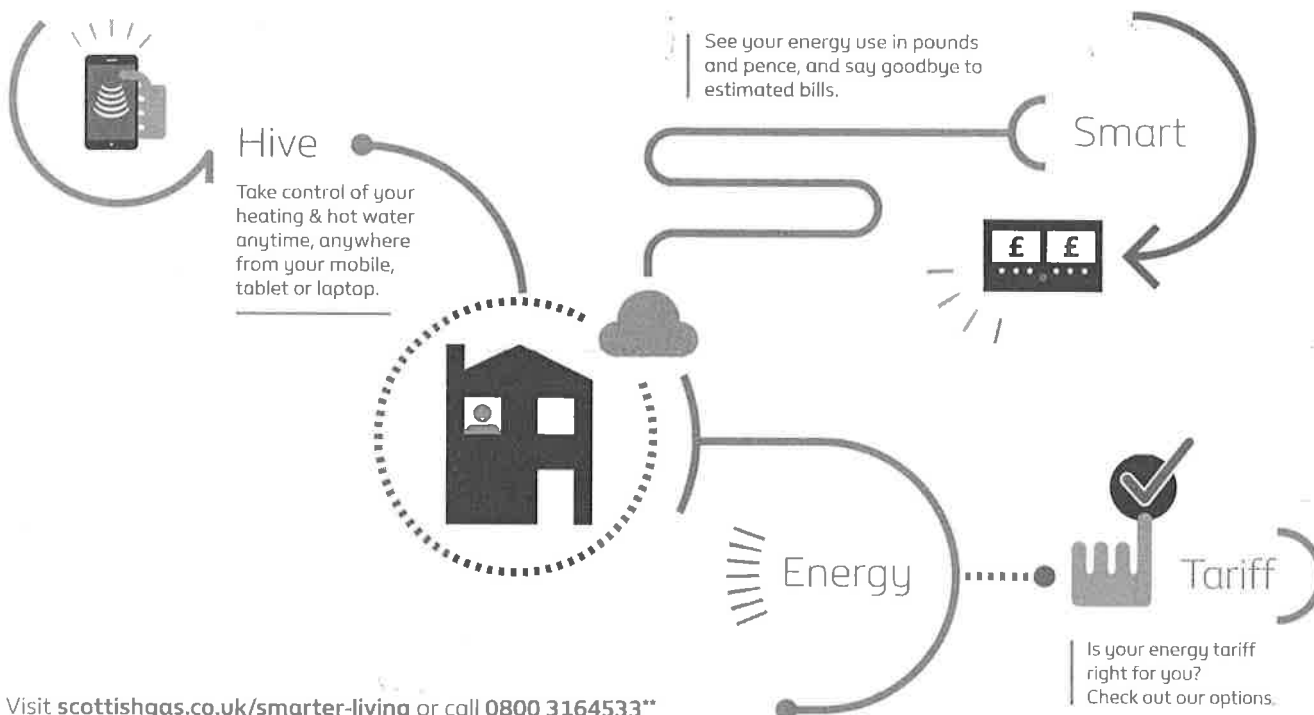 Hive
Take control of your
heating & hot water
anytime, anywhere
from your mobile,
tablet or laptop.
See your energy use in pounds
and pence, and say goodbye to
estimated bills.
Smart
£ £
Energy
Tariff
Is your energy tariff
right for you?
Check out our options.
Visit scottishgas.co.uk/smarter-living or call 0800 3164533**